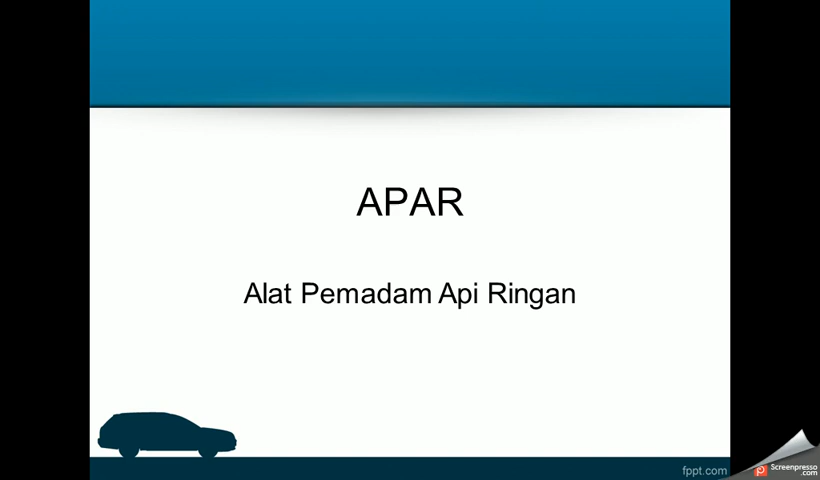 APAR
Alat Pemadam Api Ringan
fppt.com
Screenpresso
.com